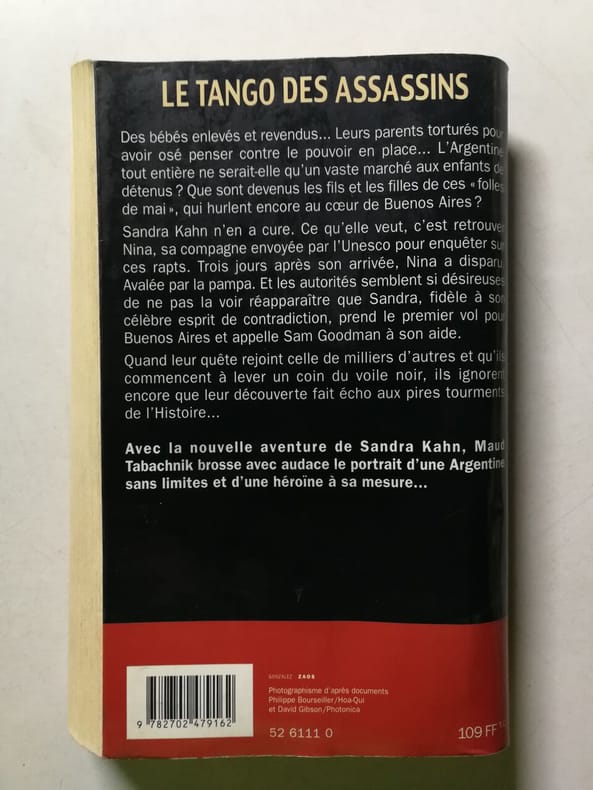 LE TANGO DES ASSASSINS
Des bébés enlevés et revendus... Leurs parents torturés pour
avoir osé penser contre le pouvoir en place... L'Argentine
tout entière ne serait-elle qu'un vaste marché aux enfants de
détenus ? Que sont devenus les fils et les filles de ces « folles
de mai », qui hurlent encore au cœur de Buenos Aires ?
Sandra Kahn n'en a cure. Ce qu'elle veut, c'est retrouver
Nina, sa compagne envoyée par l'Unesco pour enquêter sur
ces rapts. Trois jours après son arrivée, Nina a disparu.
Avalée par la pampa. Et les autorités semblent si désireuses
de ne pas la voir réapparaître que Sandra, fidèle à son
célèbre esprit de contradiction, prend le premier vol pour
Buenos Aires et appelle Sam Goodman à son aide.
Quand leur quête rejoint celle de milliers d'autres et qu'ils
commencent à lever un coin du voile noir, ils ignorent
encore que leur découverte fait écho aux pires tourments
de l'Histoire...
Avec la nouvelle aventure de Sandra Kahn, Maud
Tabachnik brosse avec audace le portrait d'une Argentine
sans limites et d'une héroïne à sa mesure...
GONZALEZ ZAOS
Photographisme d'après documents
Philippe Bourseiller/Hoa-Qui
et David Gibson/Photonica
9 782702 479162
52 6111 0
109 FF